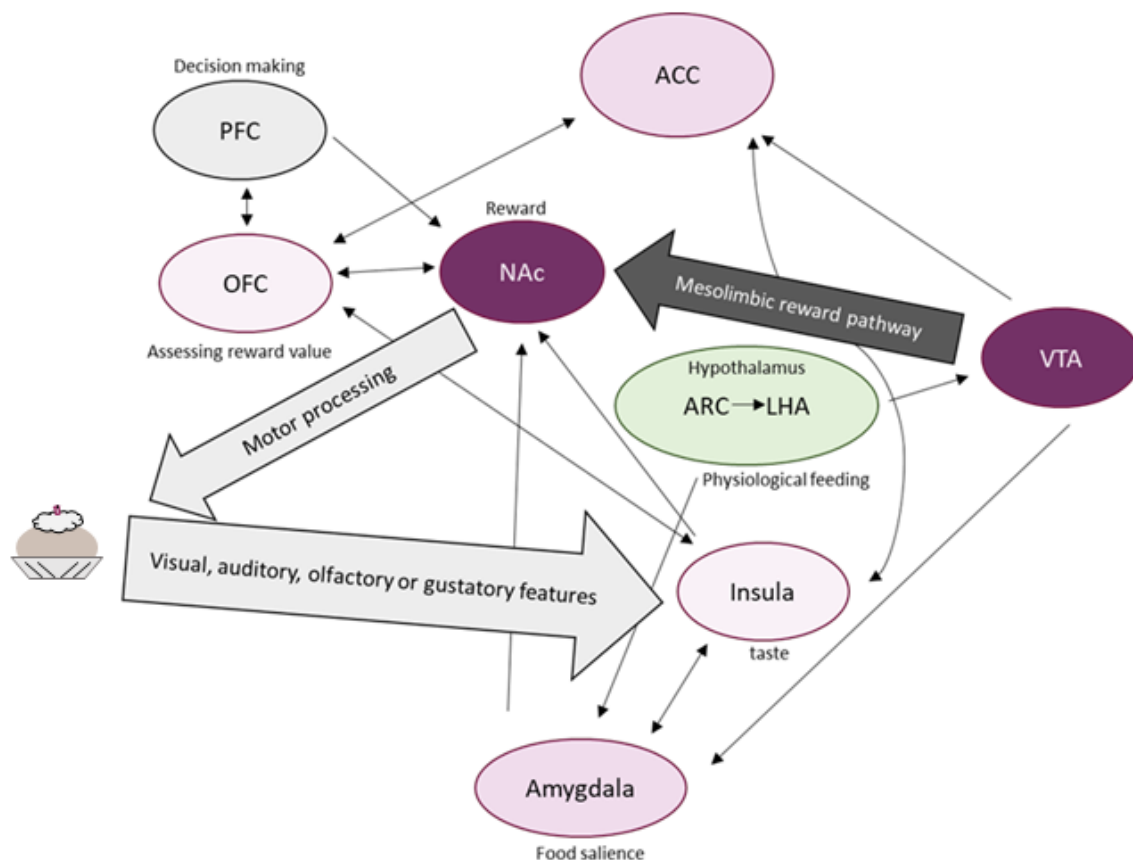 Decision making
PFC
ACC
Reward
NAc
OFC
Assessing reward value
Mesolimbic reward pathway
VTA
Hypothalamus
ARC LHA
Physiological feeding
Motor processing
Visual, auditory, olfactory or gustatory features
Insula
taste
Amygdala
Food salience